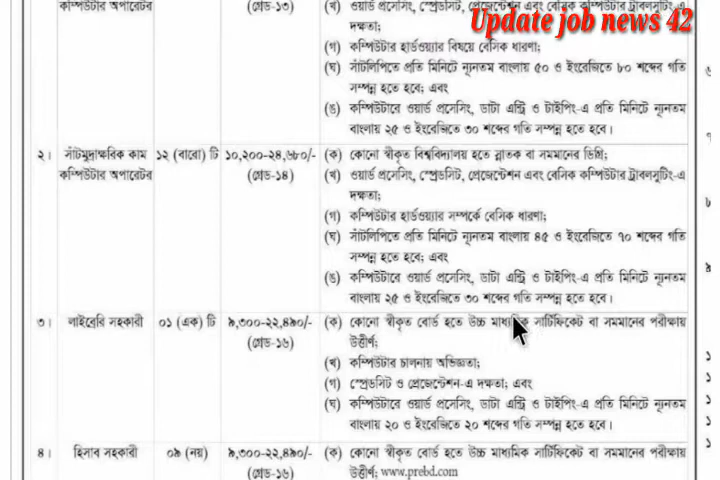 Update job news 42
কম্পিউটার অপারেটর (গ্রেড-১৩) (খ) ওয়ার্ড প্রসেসিং, স্প্রেডসিট, প্রেজেন্টেশন এবং বেসিক কম্পিউটার ট্রাবলসুটিং-এ
দক্ষতা;
(গ) কম্পিউটার হার্ডওয়্যার বিষয়ে বেসিক ধারণা;
(ঘ) সাঁটলিপিতে প্রতি মিনিটে ন্যূনতম বাংলায় ৫০ ও ইংরেজিতে ৮০ শব্দের গতি
সম্পন্ন হতে হবে; এবং
(ঙ) কম্পিউটারে ওয়ার্ড প্রসেসিং, ডাটা এন্ট্রি ও টাইপিং-এ প্রতি মিনিটে ন্যূনতম
বাংলায় ২৫ ও ইংরেজিতে ৩০ শব্দের গতি সম্পন্ন হতে হবে।
২। সাঁটমুদ্রাক্ষরিক কাম ১২ (বারো) টি ১০,২০০-২৪,৬৮০/- (ক) কোনো স্বীকৃত বিশ্ববিদ্যালয় হতে স্নাতক বা সমমানের ডিগ্রি;
কম্পিউটার অপারেটর (গ্রেড-১৪) (খ) ওয়ার্ড প্রসেসিং, স্প্রেডসিট, প্রেজেন্টেশন এবং বেসিক কম্পিউটার ট্রাবলসুটিং-এ
দক্ষতা;
(গ) কম্পিউটার হার্ডওয়্যার সম্পর্কে বেসিক ধারণা;
(ঘ) সাঁটলিপিতে প্রতি মিনিটে ন্যূনতম বাংলায় ৪৫ ও ইংরেজিতে ৭০ শব্দের গতি
সম্পন্ন হতে হবে; এবং
(ঙ) কম্পিউটারে ওয়ার্ড প্রসেসিং, ডাটা এন্ট্রি ও টাইপিং-এ প্রতি মিনিটে ন্যূনতম
বাংলায় ২৫ ও ইংরেজিতে ৩০ শব্দের গতি সম্পন্ন হতে হবে।
৩। লাইব্রেরি সহকারী ০১ (এক) টি ৯,৩০০-২২,৪৯০/- (ক) কোনো স্বীকৃত বোর্ড হতে উচ্চ মাধ্যমিক সার্টিফিকেট বা সমমানের পরীক্ষায়
(গ্রেড-১৬) উত্তীর্ণ;
(খ) কম্পিউটার চালনায় অভিজ্ঞতা;
(গ) স্প্রেডসিট ও প্রেজেন্টেশন-এ দক্ষতা; এবং
(ঘ) কম্পিউটারে ওয়ার্ড প্রসেসিং, ডাটা এন্ট্রি ও টাইপিং-এ প্রতি মিনিটে ন্যূনতম
বাংলায় ২০ ও ইংরেজিতে ২০ শব্দের গতি সম্পন্ন হতে হবে।
৪। হিসাব সহকারী ০৯ (নয়) ৯,৩০০-২২,৪৯০/- (ক) কোনো স্বীকৃত বোর্ড হতে উচ্চ মাধ্যমিক সার্টিফিকেট বা সমমানের পরীক্ষায়
(গ্রেড-১৬) উত্তীর্ণ; www.prebd.com